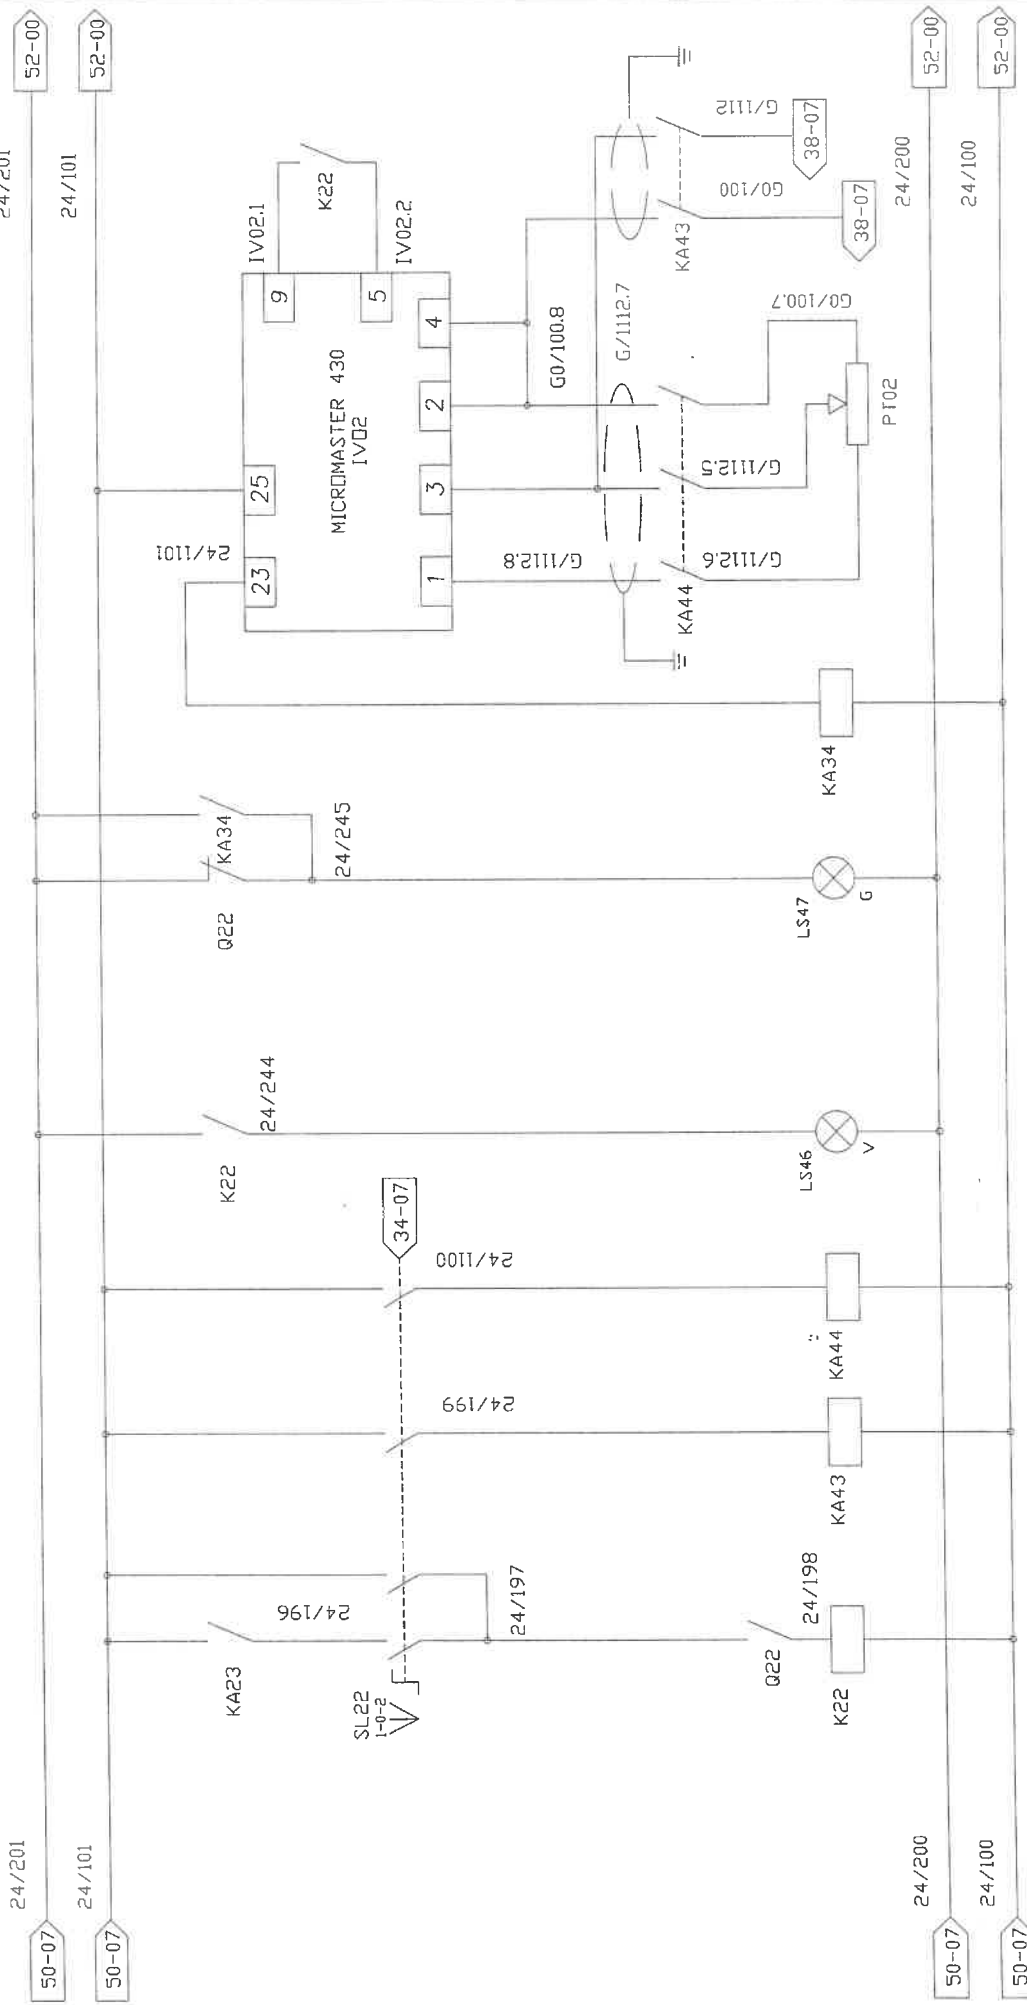 50-07
24/201
24/201
52-00
50-07
24/101
24/101
52-00
KA23
24/196
SL22
1-0-2
24/197
Q22
24/198
K22
24/199
KA43
34-07
24/1100
KA44
K22
24/244
LS46
V
Q22
KA34
24/245
LS47
G
KA34
24/1101
23
25
MICROMASTER 430
IV02
9
5
1
3
2
4
IV02.1
IV02.2
K22
G/1112.8
G0/100.8
G/1112.7
KA44
G/1112.6
G/1112.5
G0/100.7
PT02
KA43
G0/100
G/1112
38-07
38-07
50-07
24/200
24/200
52-00
50-07
24/100
24/100
52-00